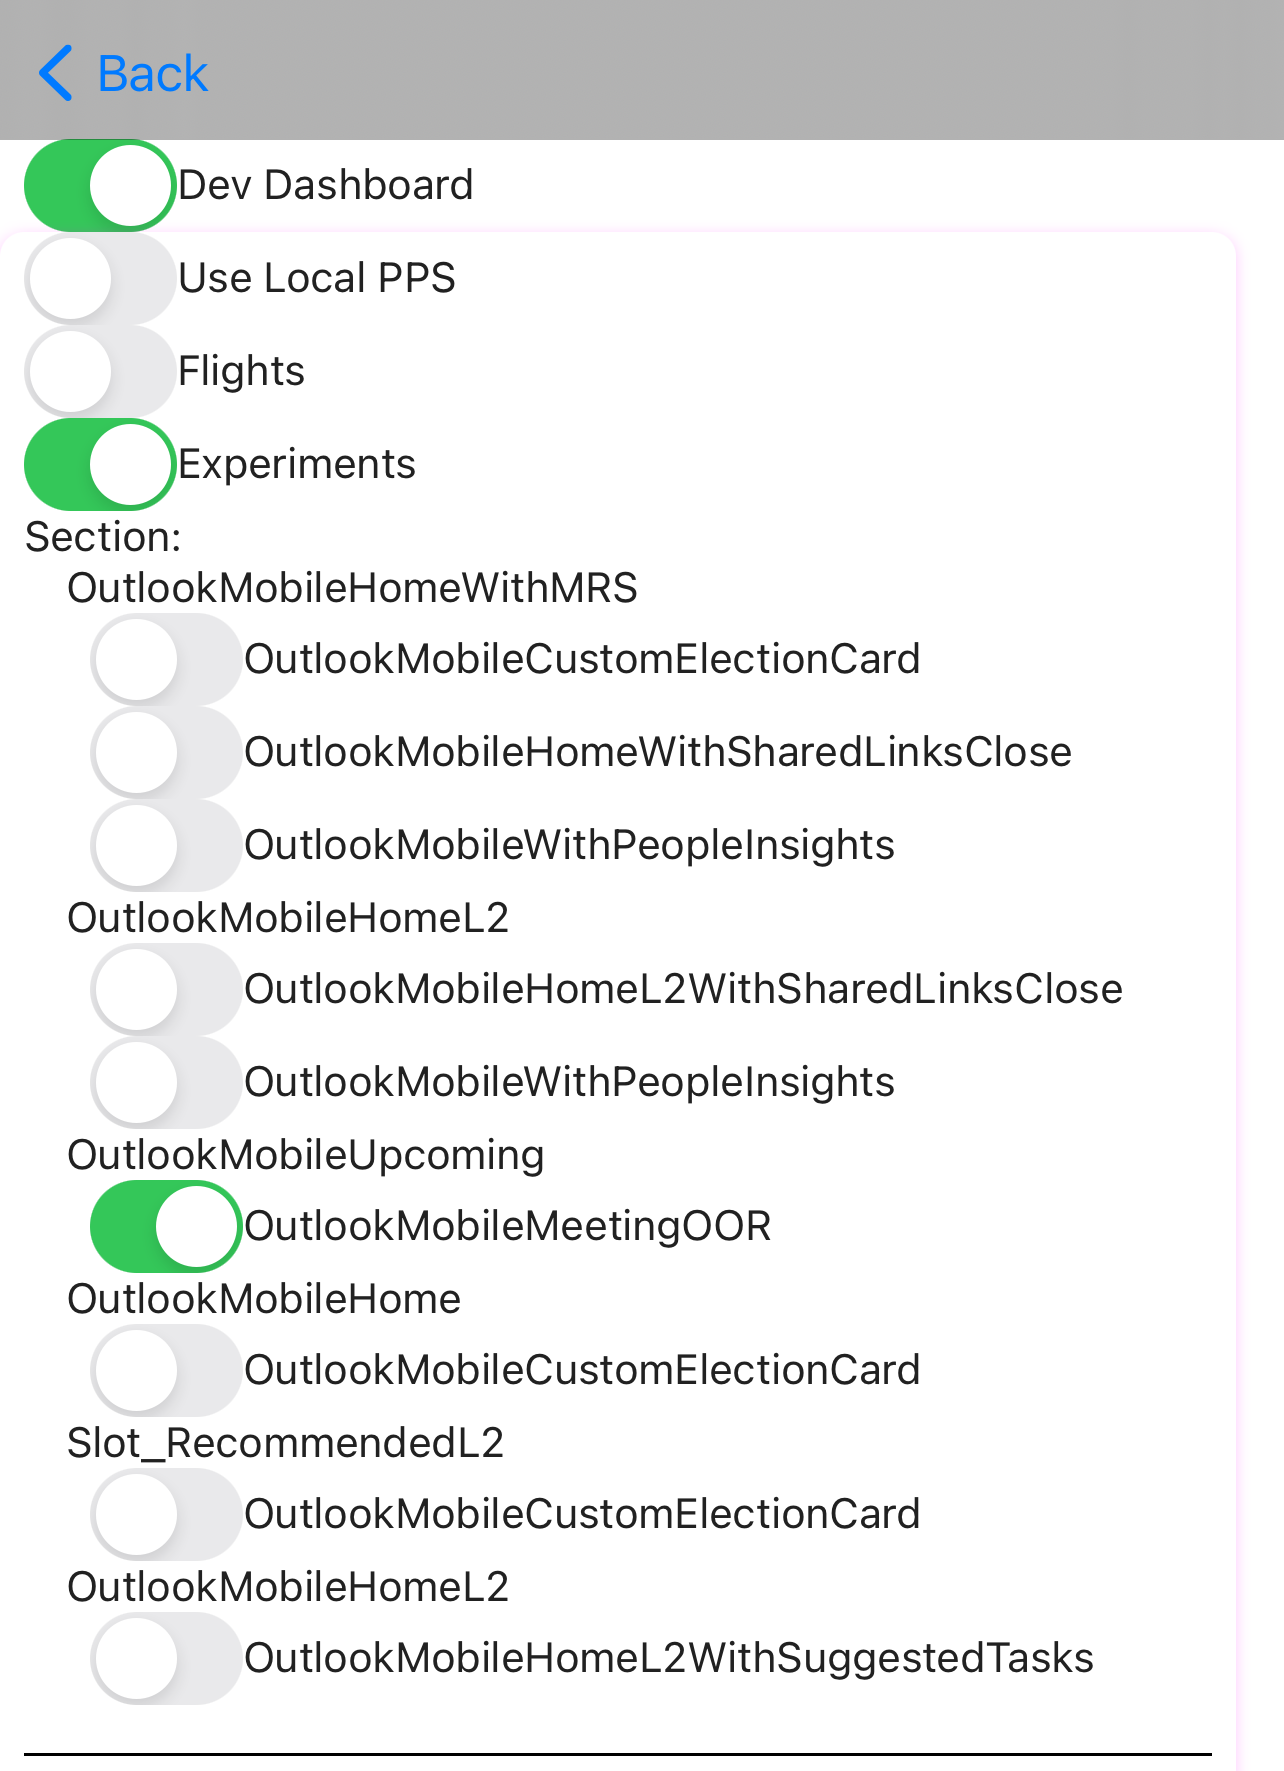 Back
Dev Dashboard
Use Local PPS
Flights
Experiments
Section:
OutlookMobileHomeWithMRS
OutlookMobileCustomElectionCard
OutlookMobileHomeWithSharedLinksClose
OutlookMobileWithPeopleInsights
OutlookMobileHomeL2
OutlookMobileHomeL2WithSharedLinksClose
OutlookMobileWithPeopleInsights
OutlookMobileUpcoming
OutlookMobileMeetingOOR
OutlookMobileHome
OutlookMobileCustomElectionCard
Slot_RecommendedL2
OutlookMobileCustomElectionCard
OutlookMobileHomeL2
OutlookMobileHomeL2WithSuggestedTasks